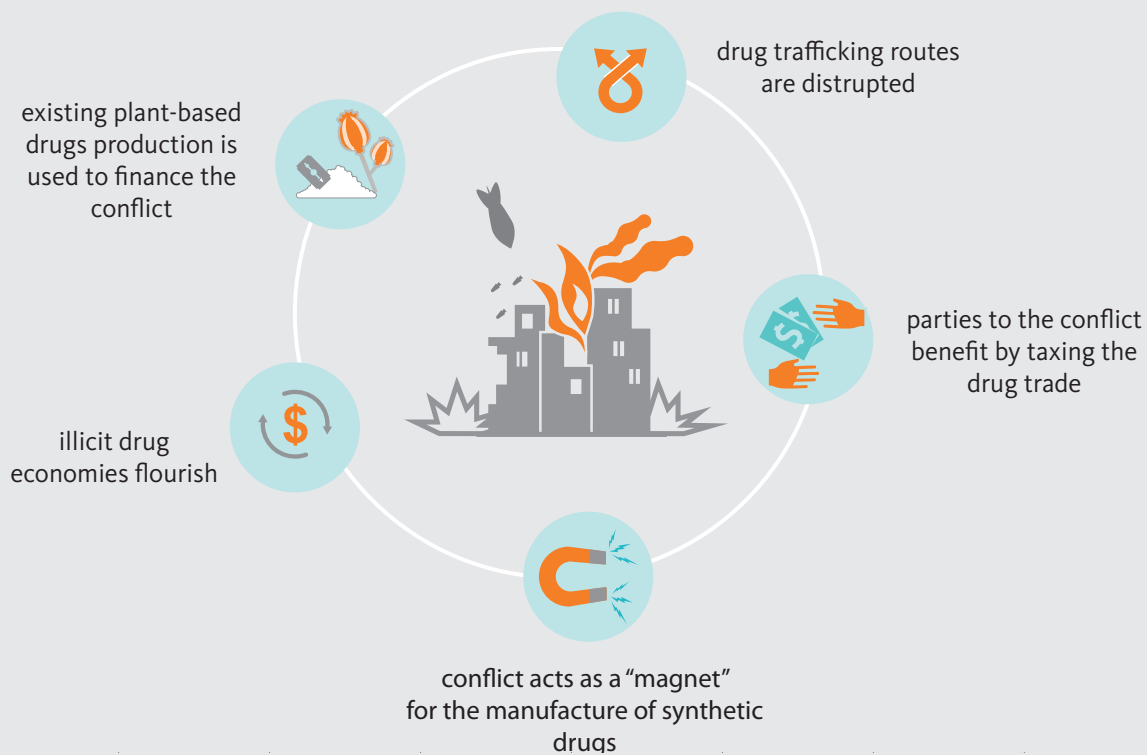 drug trafficking routes
are distrupted
existing plant-based
drugs production is
used to finance the
conflict
parties to the conflict
benefit by taxing the
drug trade
illicit drug
economies flourish
$
conflict acts as a “magnet”
for the manufacture of synthetic
drugs